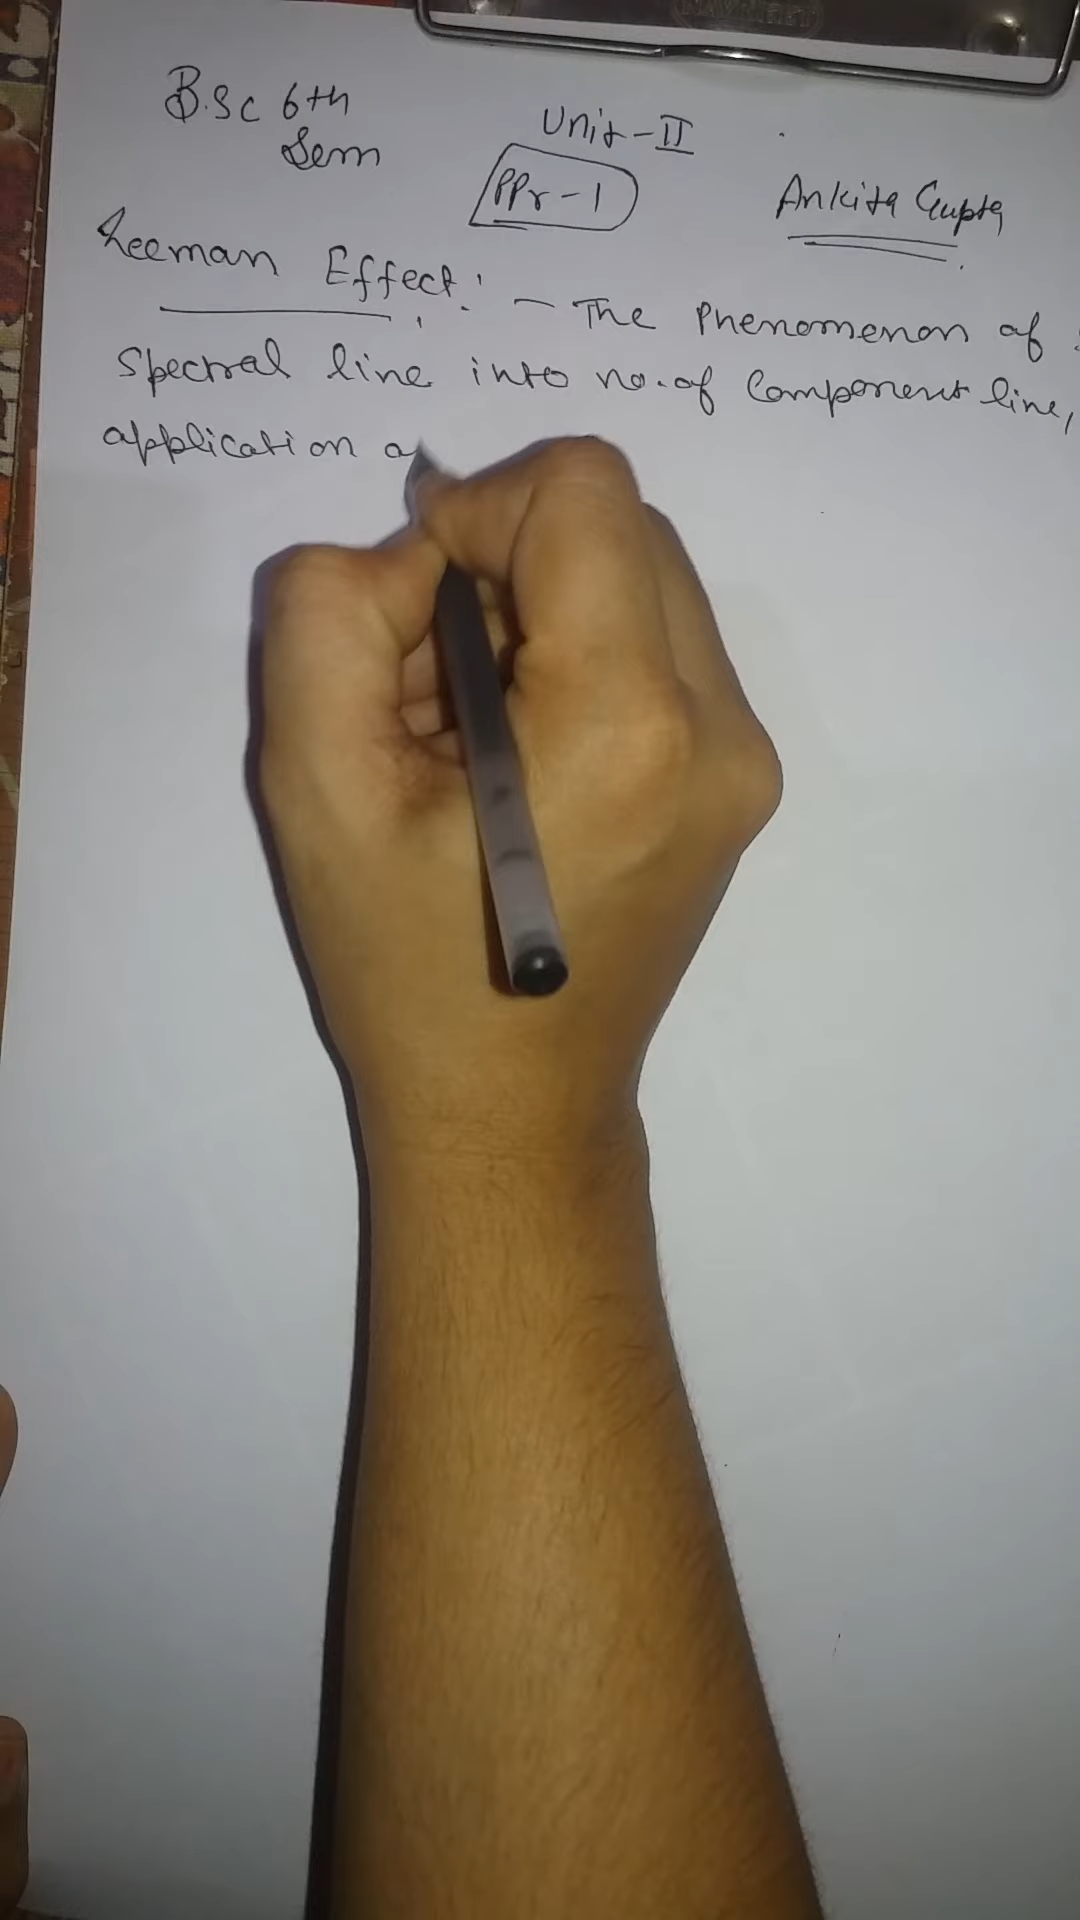 B.Sc 6th
Sem
Unit-II
PPr-1
Ankita Gupta
Zeeman Effect:- The Phenomenon of
Spectral line into no. of Component line,
application